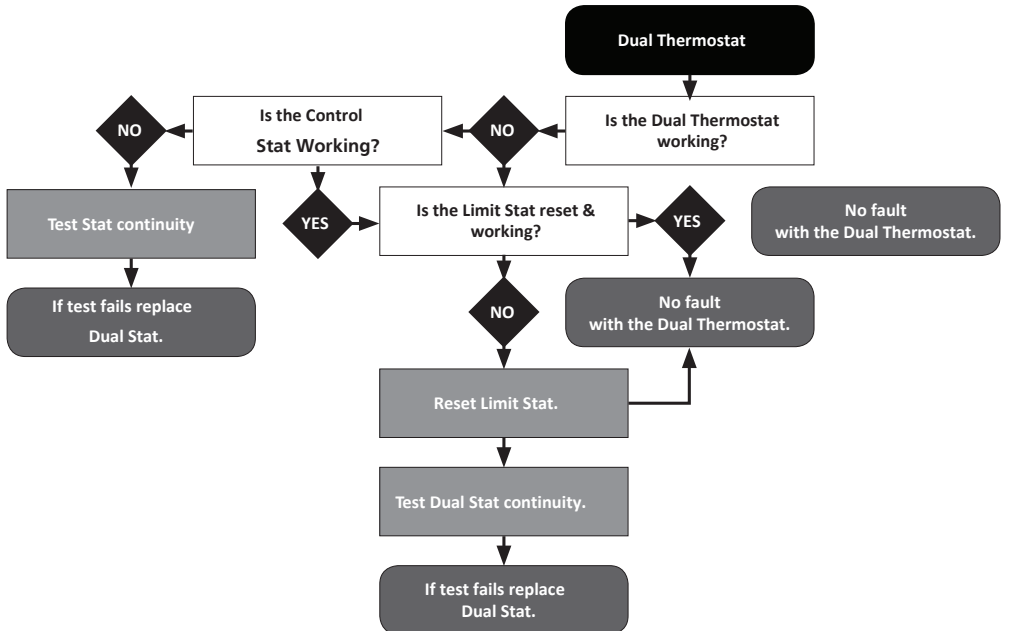 Dual Thermostat
Is the Dual Thermostat
working?
NO
Is the Control
Stat Working?
NO
Test Stat continuity
If test fails replace
Dual Stat.
YES
Is the Limit Stat reset &
working?
YES
No fault
with the Dual Thermostat.
No fault
with the Dual Thermostat.
NO
Reset Limit Stat.
Test Dual Stat continuity.
If test fails replace
Dual Stat.